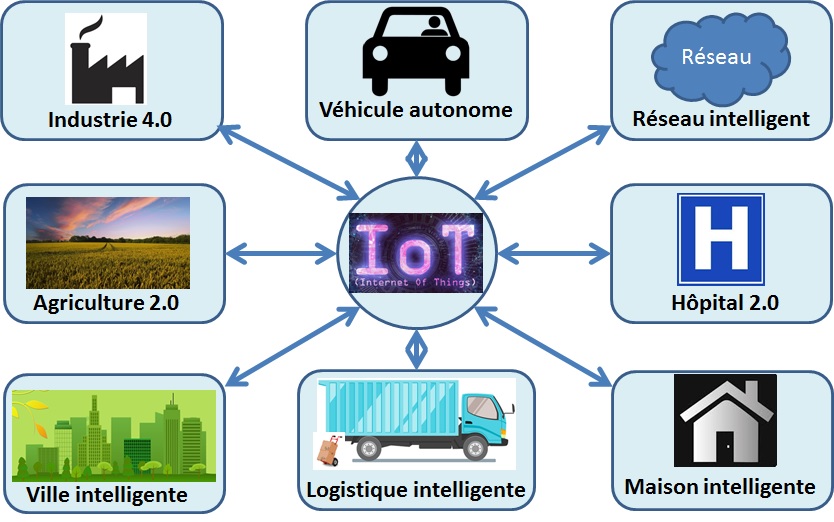 Industrie 4.0
Véhicule autonome
Réseau
Réseau intelligent
Agriculture 2.0
IoT
(Internet Of Things)
H
Hôpital 2.0
Ville intelligente
Logistique intelligente
Maison intelligente